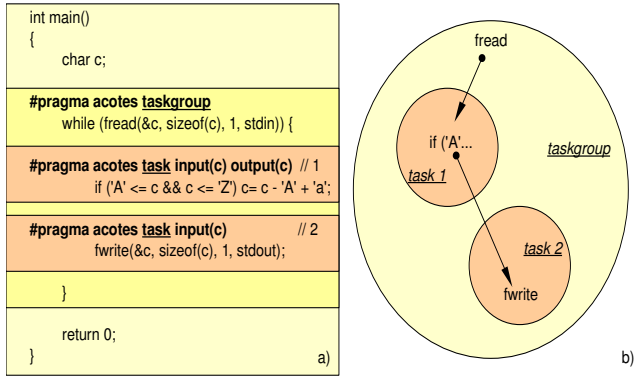 int main()
{
char c;
#pragma acotes taskgroup
while (fread(&c, sizeof(c), 1, stdin)) {
#pragma acotes task input(c) output(c) // 1
if ('A' <= c && c <= 'Z') c= c - 'A' + 'a';
#pragma acotes task input(c) // 2
fwrite(&c, sizeof(c), 1, stdout);
}
return 0;
}
a)
fread
if ('A'...
task 1
taskgroup
task 2
fwrite
b)